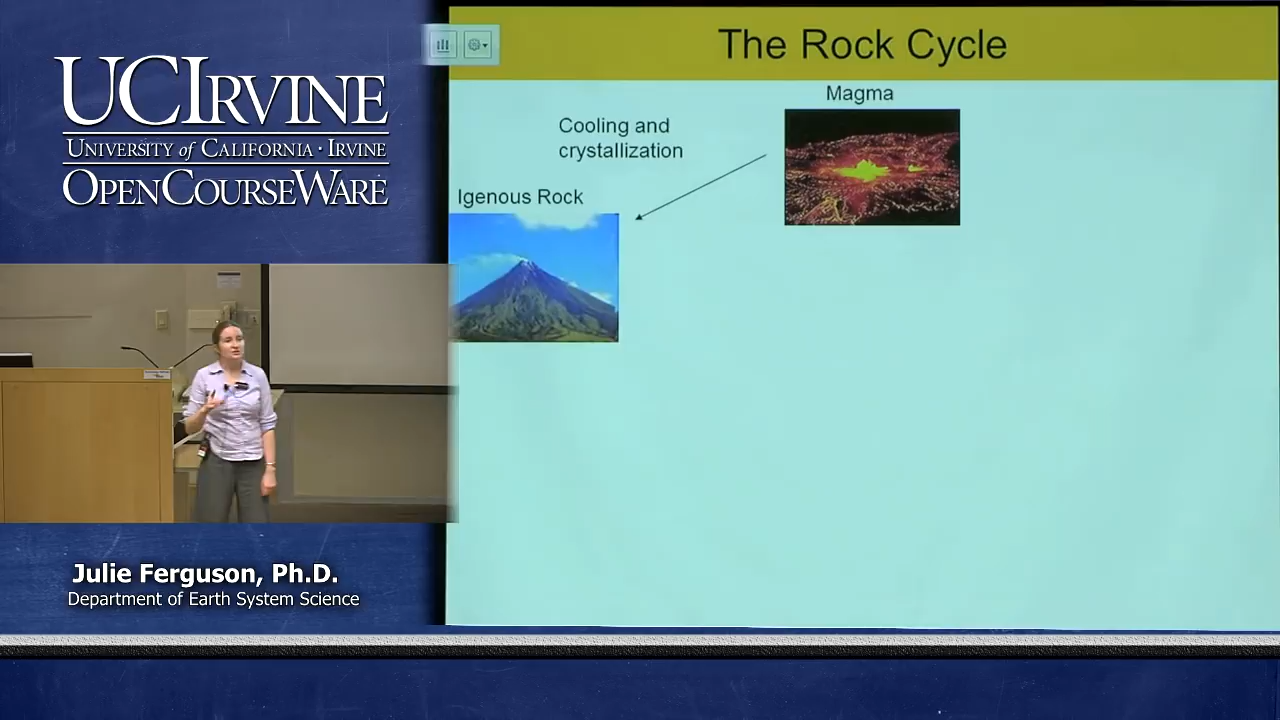 UCIRVINE
UNIVERSITY of CALIFORNIA · IRVINE
OPENCOURSEWARE
The Rock Cycle
Magma
Cooling and
crystallization
Igenous Rock
Julie Ferguson, Ph.D.
Department of Earth System Science